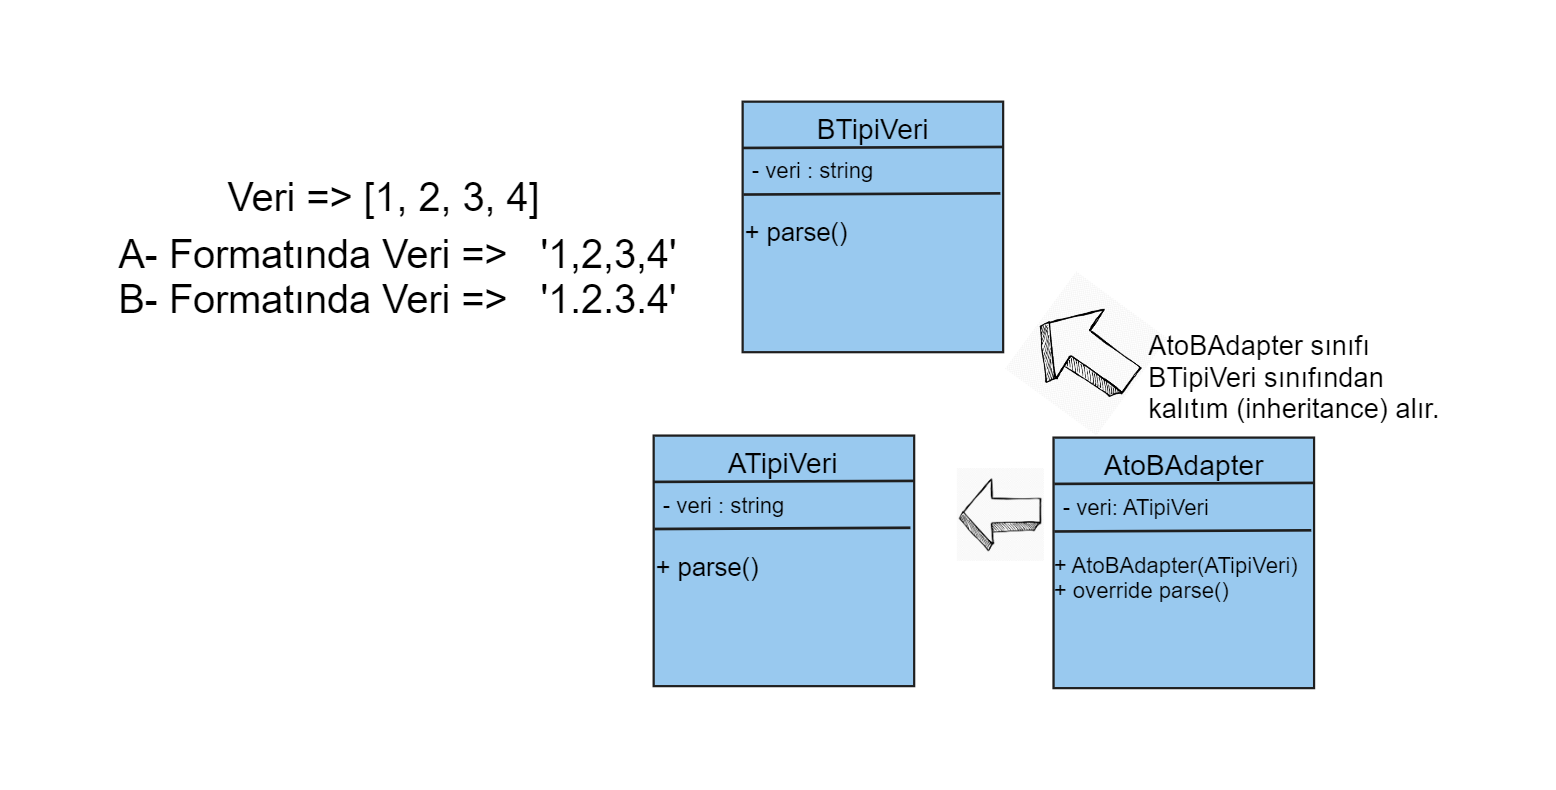 Veri => [1, 2, 3, 4]
A- Formatında Veri => '1,2,3,4'
B- Formatında Veri => '1.2.3.4'
BTipiVeri
- veri : string
+ parse()
AtoBAdapter sınıfı
BTipiVeri sınıfından
kalıtım (inheritance) alır.
ATipiVeri
- veri : string
+ parse()
AtoBAdapter
- veri: ATipiVeri
+ AtoBAdapter(ATipiVeri)
+ override parse()